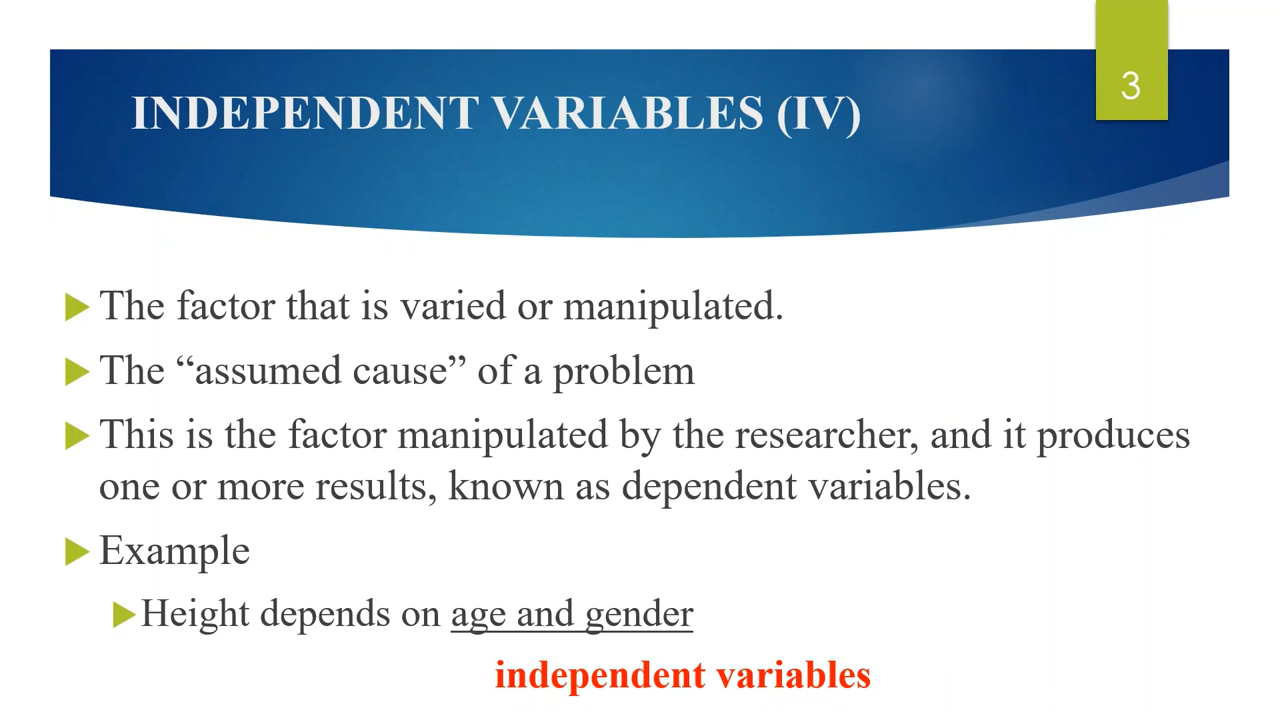 3
INDEPENDENT VARIABLES (IV)
The factor that is varied or manipulated.
The “assumed cause” of a problem
This is the factor manipulated by the researcher, and it produces
one or more results, known as dependent variables.
Example
Height depends on age and gender
independent variables